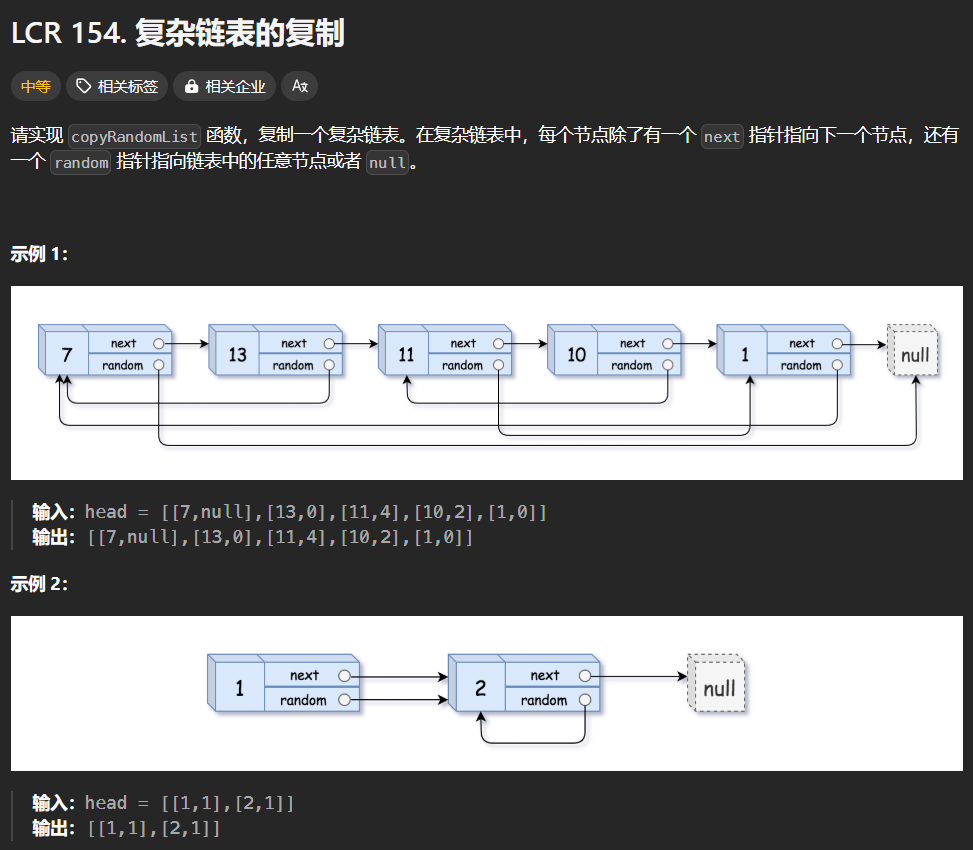 LCR 154. 复杂链表的复制
中等 相关标签 相关企业 Aあ
请实现 copyRandomList 函数，复制一个复杂链表。在复杂链表中，每个节点除了有一个 next 指针指向下一个节点，还有
一个 random 指针指向链表中的任意节点或者 null。
示例 1：
7 next random 13 next random 11 next random 10 next random 1 next random null
输入：head = [[7,null],[13,0],[11,4],[10,2],[1,0]]
输出：[[7,null],[13,0],[11,4],[10,2],[1,0]]
示例 2：
1 next random 2 next random null
输入：head = [[1,1],[2,1]]
输出：[[1,1],[2,1]]